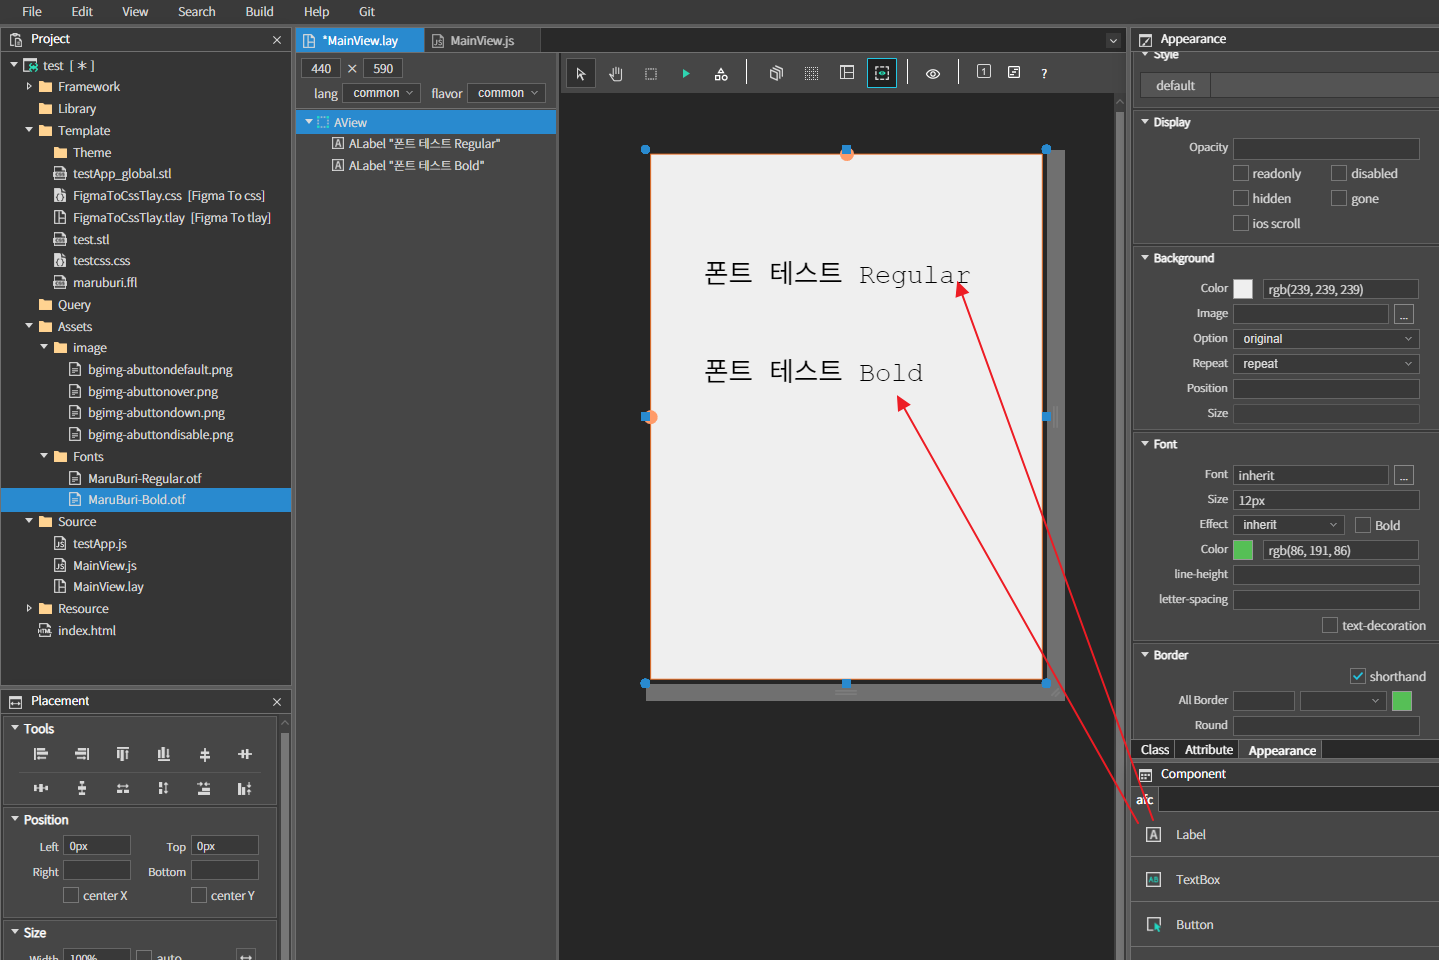 File Edit View Search Build Help Git
Project
test [ * ]
Framework
Library
Template
Theme
testApp_global.stl
FigmaToCssTlay.css [Figma To css]
FigmaToCssTlay.tlay [Figma To tlay]
test.stl
testcss.css
maruburi.ffl
Query
Assets
image
bgimg-abuttondefault.png
bgimg-abuttonover.png
bgimg-abuttondown.png
bgimg-abuttondisable.png
Fonts
MaruBuri-Regular.otf
MaruBuri-Bold.otf
Source
testApp.js
MainView.js
MainView.lay
Resource
index.html
Placement
Tools
Position
Left 0px Top 0px
Right Bottom
center X center Y
Size
Width 100% auto
*MainView.lay MainView.js
440 × 590
lang common flavor common
AView
ALabel "폰트 테스트 Regular"
ALabel "폰트 테스트 Bold"
1 ?
폰트 테스트 Regular
폰트 테스트 Bold
Appearance
Style
default
Display
Opacity
readonly disabled
hidden gone
ios scroll
Background
Color rgb(239, 239, 239)
Image ...
Option original
Repeat repeat
Position
Size
Font
Font inherit ...
Size 12px
Effect inherit Bold
Color rgb(86, 191, 86)
line-height
letter-spacing
text-decoration
Border
shorthand
All Border
Round
Class Attribute Appearance
Component
afc
A Label
AB TextBox
Button